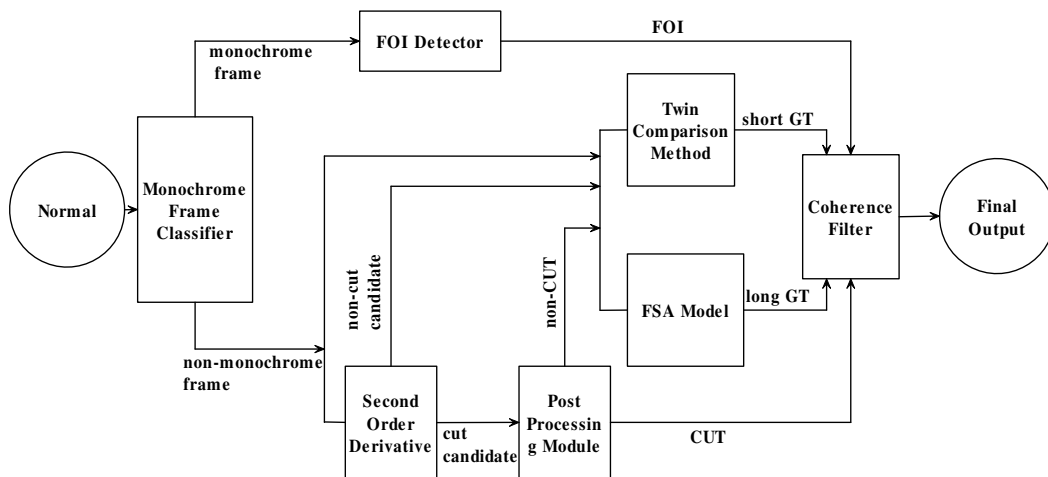 FOI Detector
FOI
monochrome
frame
Twin
Comparison
Method
short GT
Normal
Monochrome
Frame
Classifier
Coherence
Filter
Final
Output
non-cut
candidate
non-CUT
FSA Model
long GT
non-monochrome
frame
Second
Order
Derivative
cut
candidate
Post
Processin
g Module
CUT